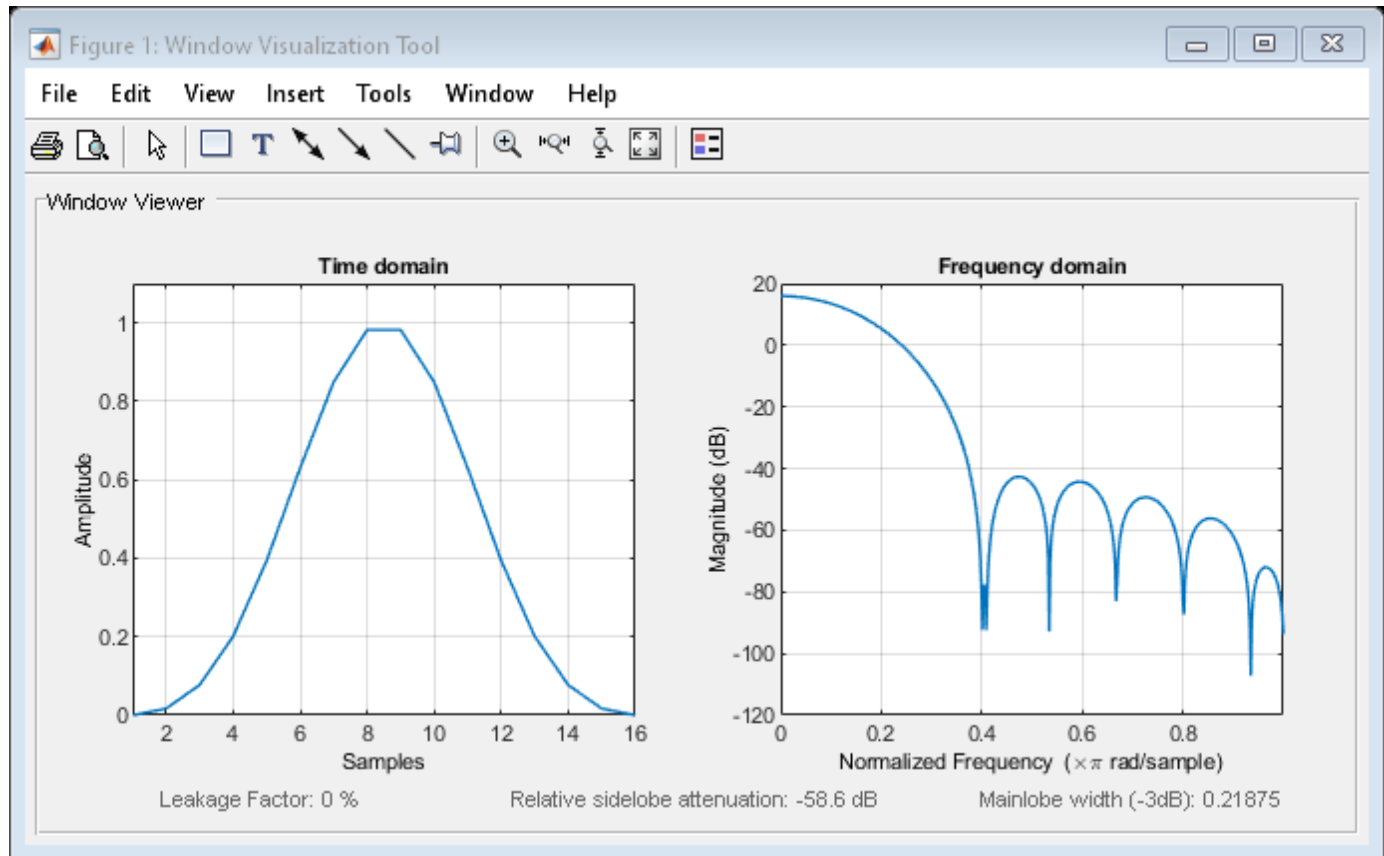 Figure 1: Window Visualization Tool
File Edit View Insert Tools Window Help
T
Window Viewer
Time domain
1
0.8
0.6
0.4
0.2
0
Amplitude
2 4 6 8 10 12 14 16
Samples
Frequency domain
20
0
-20
-40
-60
-80
-100
-120
Magnitude (dB)
0 0.2 0.4 0.6 0.8
Normalized Frequency (×π rad/sample)
Leakage Factor: 0 % Relative sidelobe attenuation: -58.6 dB Mainlobe width (-3dB): 0.21875